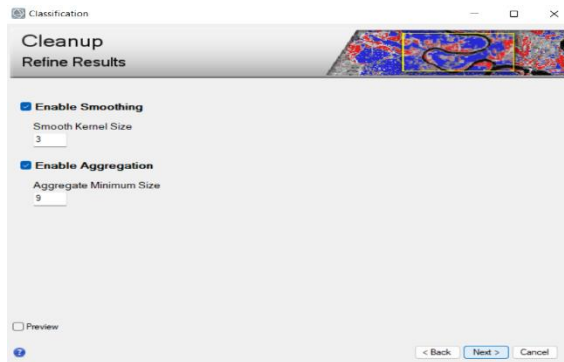 Classification
Cleanup
Refine Results
Enable Smoothing
Smooth Kernel Size
3
Enable Aggregation
Aggregate Minimum Size
9
Preview
< Back Next > Cancel